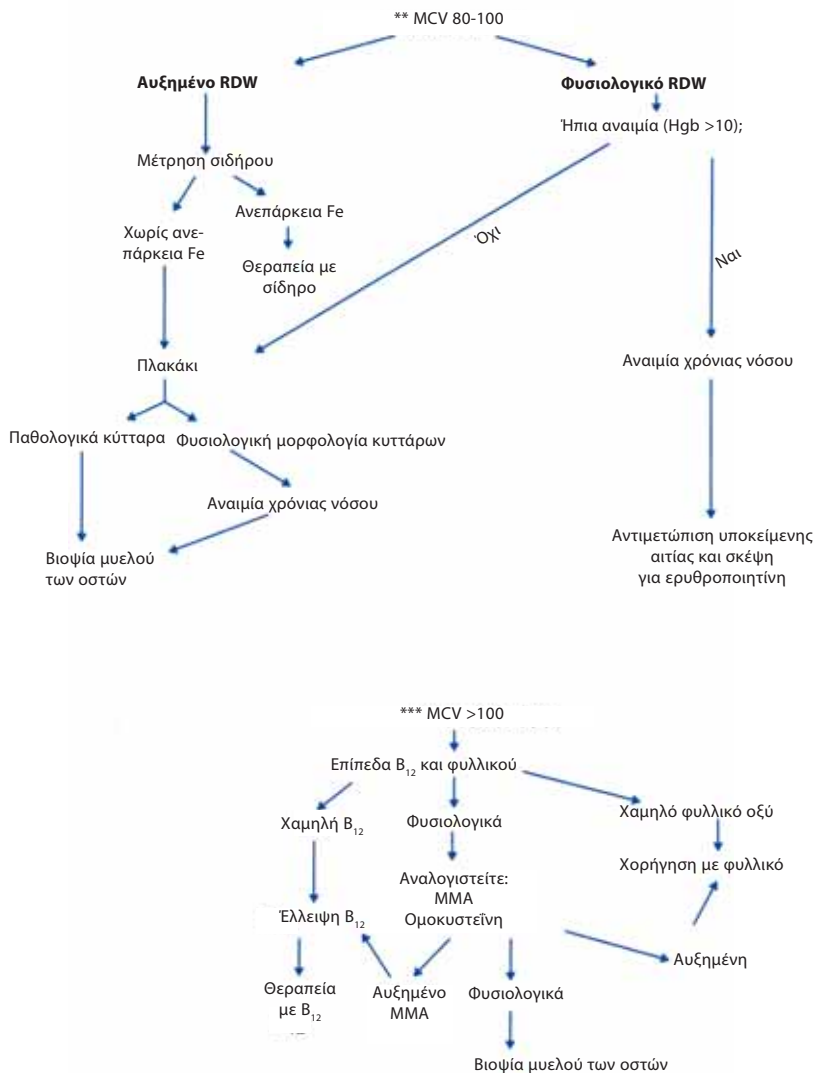 ** MCV 80-100
Αυξημένο RDW
Φυσιολογικό RDW
Ήπια αναιμία (Hgb >10);
Μέτρηση σιδήρου
Ανεπάρκεια Fe
Χωρίς ανε-
πάρκεια Fe
Θεραπεία με
σίδηρο
Όχι
Ναι
Πλακάκι
Αναιμία χρόνιας νόσου
Παθολογικά κύτταρα
Φυσιολογική μορφολογία κυττάρων
Αναιμία χρόνιας νόσου
Βιοψία μυελού
των οστών
Αντιμετώπιση υποκείμενης
αιτίας και σκέψη
για ερυθροποιητίνη
*** MCV >100
Επίπεδα B₁₂ και φυλλικού
Χαμηλή B₁₂
Φυσιολογικά
Χαμηλό φυλλικό οξύ
Χορήγηση με φυλλικό
Αναλογιστείτε:
MMA
Ομοκυστεΐνη
Έλλειψη B₁₂
Αυξημένη
Θεραπεία
με B₁₂
Αυξημένο
MMA
Φυσιολογικά
Βιοψία μυελού των οστών